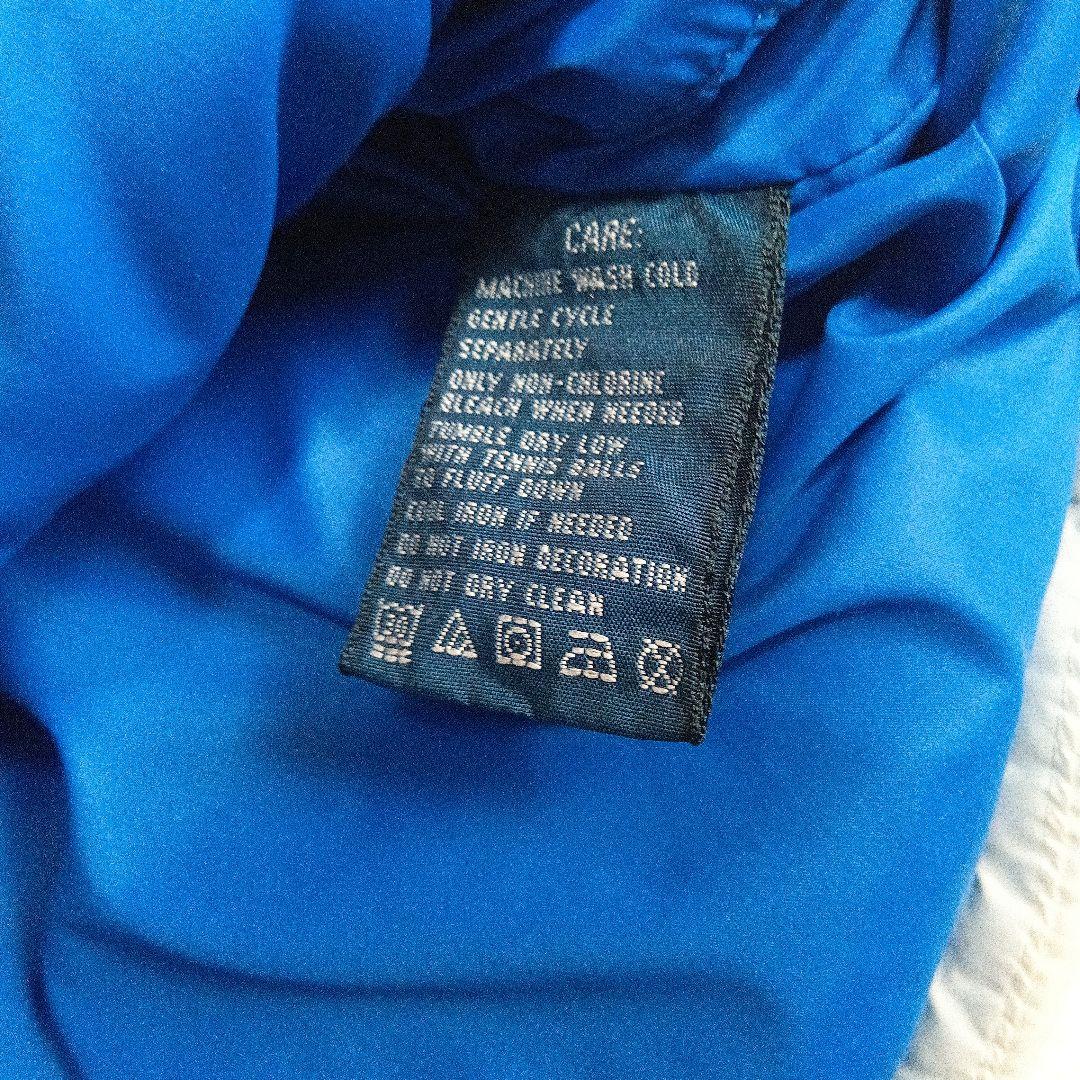 CARE:
MACHINE WASH COLD
GENTLE CYCLE
SEPARATELY
ONLY NON-CHLORINE
BLEACH WHEN NEEDED
TUMBLE DRY LOW
WITH TENNIS BALLS
TO FLUFF DOWN
COOL IRON IF NEEDED
DO NOT IRON DECORATION
DO NOT DRY CLEAN
30